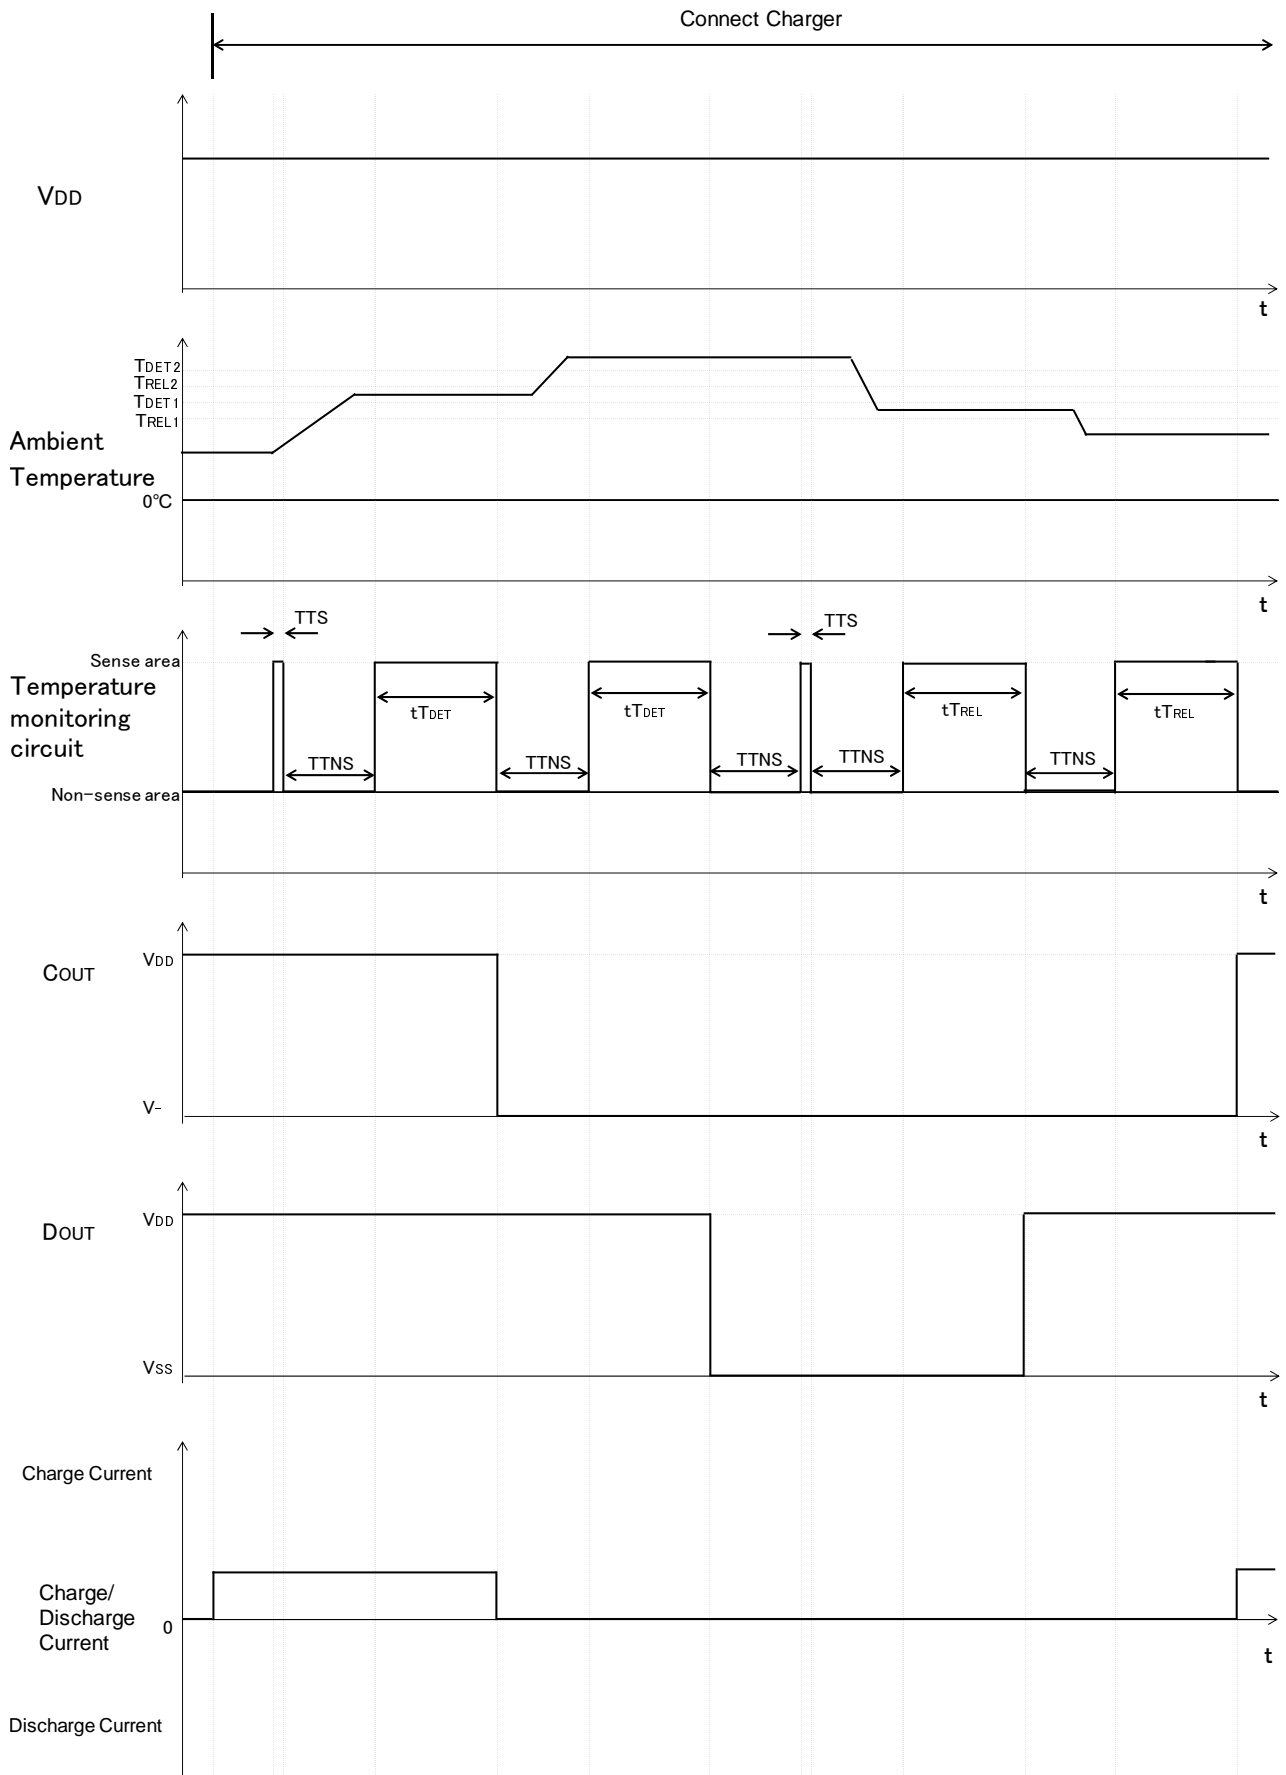 Connect Charger
VDD
t
TDET2
TREL2
TDET1
TREL1
Ambient
Temperature
0℃
t
TTS
TTS
Sense area
Temperature
monitoring
circuit
tTDET
tTDET
tTREL
tTREL
TTNS
TTNS
TTNS
TTNS
TTNS
Non-sense area
t
COUT
VDD
V-
t
DOUT
VDD
VSS
t
Charge Current
Charge/
Discharge
Current
0
t
Discharge Current